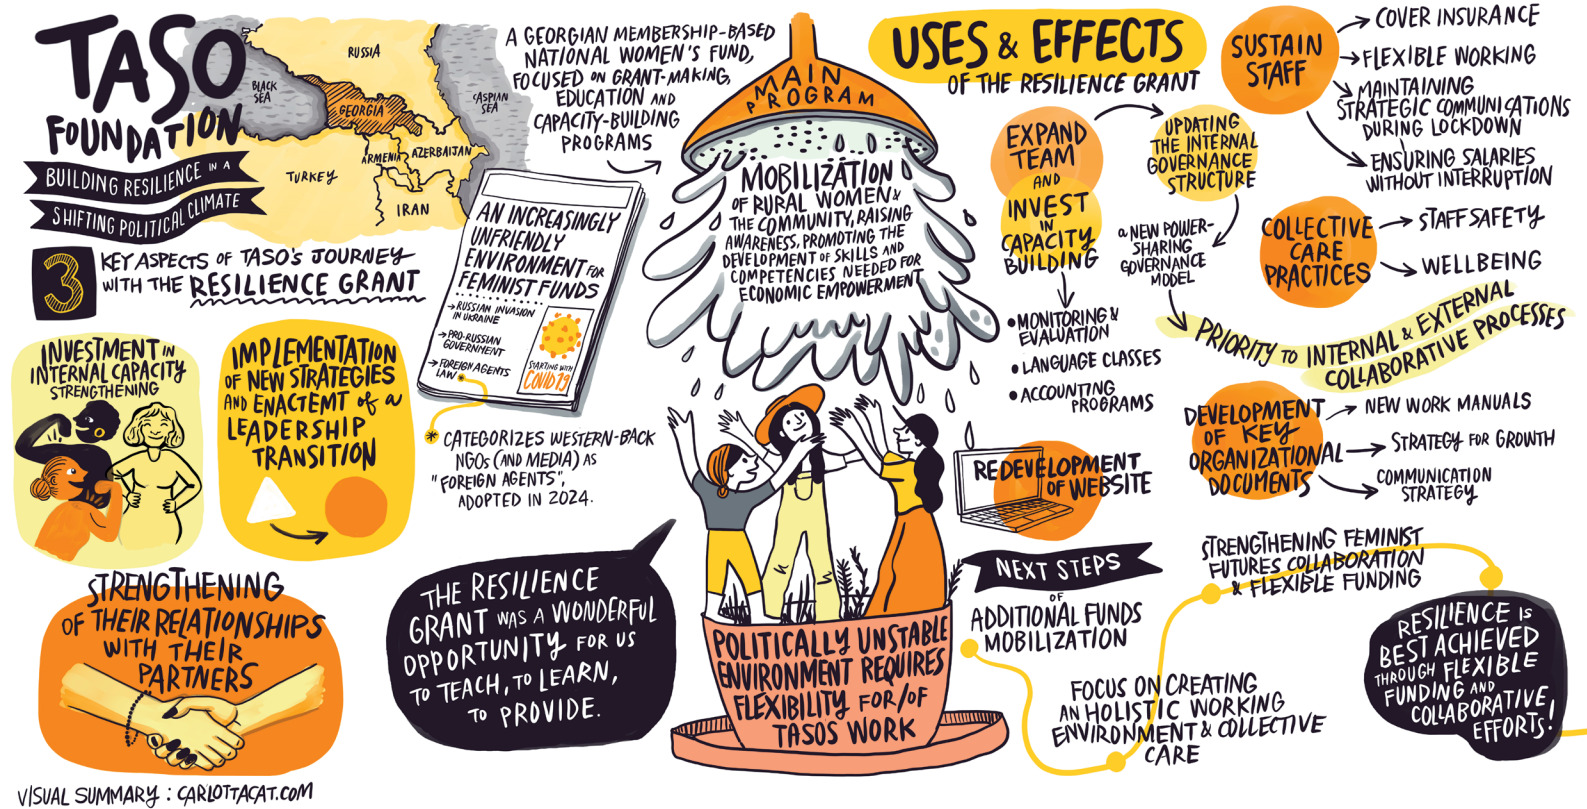 TASO
FOUNDATION
BUILDING RESILIENCE IN A
SHIFTING POLITICAL CLIMATE
RUSSIA
BLACK
SEA
GEORGIA
CASPIAN
SEA
ARMENIA
AZERBAIJAN
TURKEY
IRAN
3
KEY ASPECTS OF TASO'S JOURNEY
WITH THE RESILIENCE GRANT
INVESTMENT IN
INTERNAL CAPACITY
STRENGTHENING
IMPLEMENTATION
OF NEW STRATEGIES
AND ENACTEMT of a
LEADERSHIP
TRANSITION
STRENGTHENING
OF THEIR RELATIONSHIPS
WITH THEIR
PARTNERS
VISUAL SUMMARY : CARLOTTACAT.COM
A GEORGIAN MEMBERSHIP-BASED
NATIONAL WOMEN'S FUND,
FOCUSED ON GRANT-MAKING,
EDUCATION AND
CAPACITY-BUILDING
PROGRAMS
AN INCREASINGLY
UNFRIENDLY
ENVIRONMENT FOR
FEMINIST FUNDS
→ RUSSIAN INVASION
IN UKRAINE
→ PRO-RUSSIAN
GOVERNMENT
→ FOREIGN AGENTS
LAW *
STARTING WITH
COVID 19
* CATEGORIZES WESTERN-BACK
NGOs (AND MEDIA) AS
"FOREIGN AGENTS",
ADOPTED IN 2024.
THE RESILIENCE
GRANT WAS A WONDERFUL
OPPORTUNITY FOR US
TO TEACH, TO LEARN,
TO PROVIDE.
MAIN
PROGRAM
MOBILIZATION
OF RURAL WOMEN &
THE COMMUNITY, RAISING
AWARENESS, PROMOTING THE
DEVELOPMENT OF SKILLS AND
COMPETENCIES NEEDED FOR
ECONOMIC EMPOWERMENT
POLITICALLY UNSTABLE
ENVIRONMENT REQUIRES
FLEXIBILITY FOR/OF
TASOS WORK
USES & EFFECTS
OF THE RESILIENCE GRANT
EXPAND
TEAM
AND
INVEST
IN
CAPACITY
BUILDING
• MONITORING &
EVALUATION
• LANGUAGE CLASSES
• ACCOUNTING
PROGRAMS
UPDATING
THE INTERNAL
GOVERNANCE
STRUCTURE
a NEW POWER-
SHARING
GOVERNANCE
MODEL
PRIORITY TO INTERNAL & EXTERNAL
COLLABORATIVE PROCESSES
SUSTAIN
STAFF
COVER INSURANCE
FLEXIBLE WORKING
MAINTAINING
STRATEGIC COMMUNICATIONS
DURING LOCKDOWN
ENSURING SALARIES
WITHOUT INTERRUPTION
COLLECTIVE
CARE
PRACTICES
STAFF SAFETY
WELLBEING
DEVELOPMENT
OF KEY
ORGANIZATIONAL
DOCUMENTS
NEW WORK MANUALS
STRATEGY FOR GROWTH
COMMUNICATION
STRATEGY
REDEVELOPMENT
OF WEBSITE
NEXT STEPS
OF
ADDITIONAL FUNDS
MOBILIZATION
FOCUS ON CREATING
AN HOLISTIC WORKING
ENVIRONMENT & COLLECTIVE
CARE
STRENGTHENING FEMINIST
FUTURES COLLABORATION
& FLEXIBLE FUNDING
RESILIENCE IS
BEST ACHIEVED
THROUGH FLEXIBLE
FUNDING AND
COLLABORATIVE
EFFORTS!